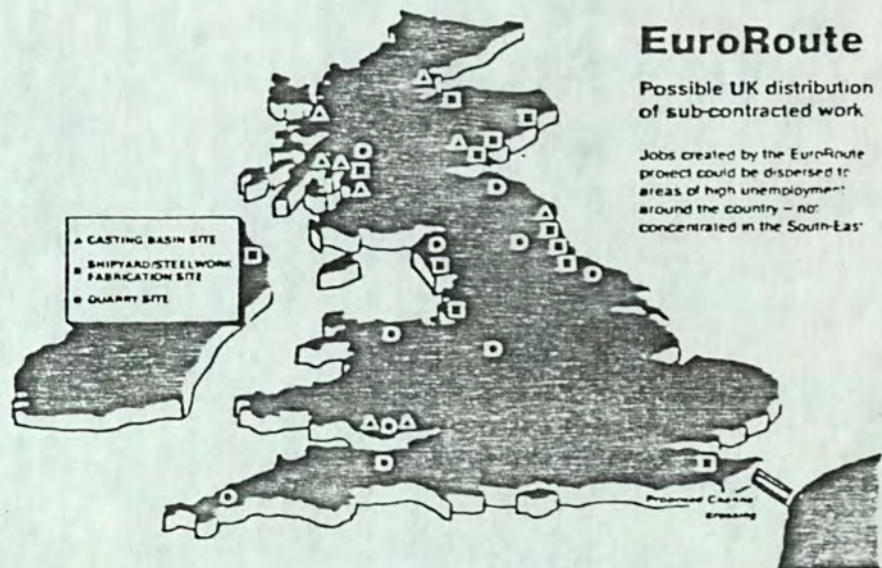 EuroRoute
Possible UK distribution
of sub-contracted work
Jobs created by the EuroRoute
project could be dispersed to
areas of high unemployment
around the country – not
concentrated in the South-East
CASTING BASIN SITE
SHIPYARD/STEELWORK
FABRICATION SITE
QUARRY SITE
Proposed Channel
Crossing